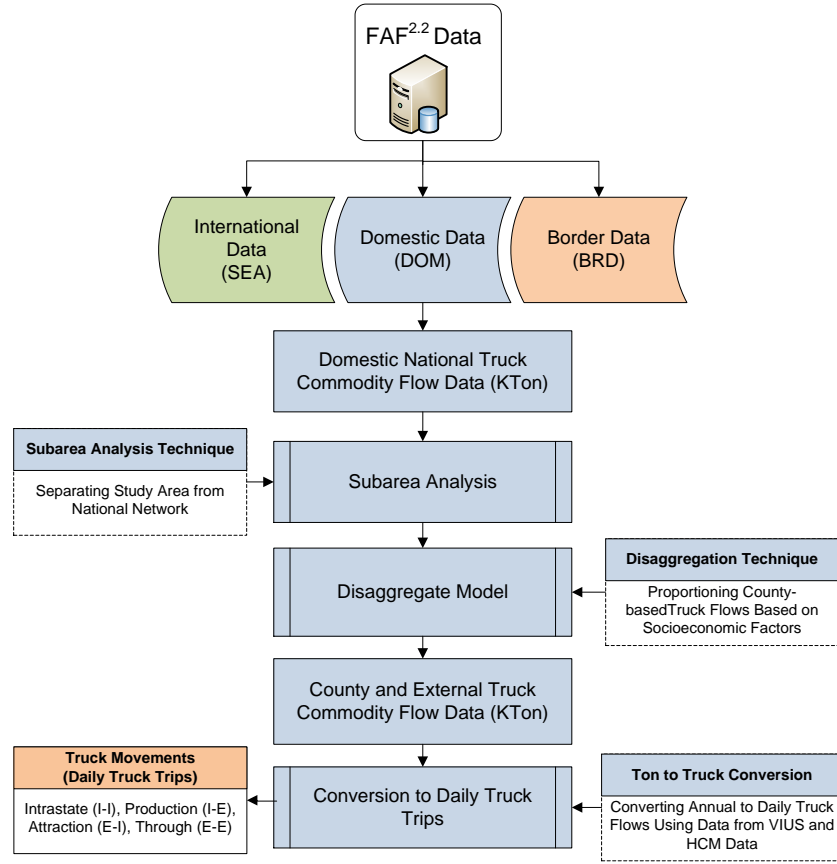 FAF2.2 Data
International
Data
(SEA)
Domestic Data
(DOM)
Border Data
(BRD)
Domestic National Truck
Commodity Flow Data (KTon)
Subarea Analysis Technique
Separating Study Area from
National Network
Subarea Analysis
Disaggregate Model
Disaggregation Technique
Proportioning County-
basedTruck Flows Based on
Socioeconomic Factors
County and External Truck
Commodity Flow Data (KTon)
Truck Movements
(Daily Truck Trips)
Intrastate (I-I), Production (I-E),
Attraction (E-I), Through (E-E)
Conversion to Daily Truck
Trips
Ton to Truck Conversion
Converting Annual to Daily Truck
Flows Using Data from VIUS and
HCM Data